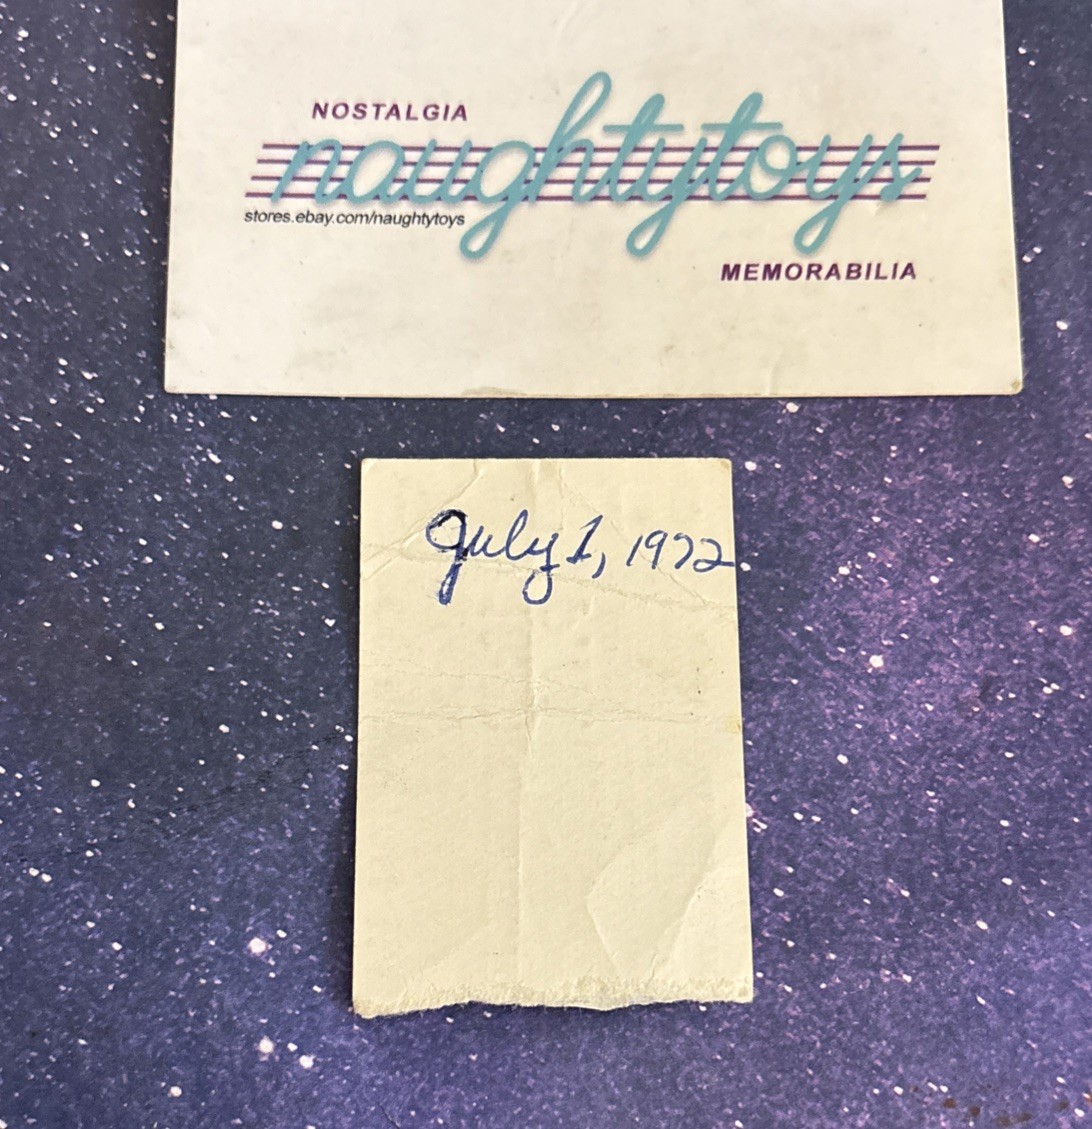 NOSTALGIA
naughtytoys
stores.ebay.com/naughtytoys
MEMORABILIA
July 1, 1972